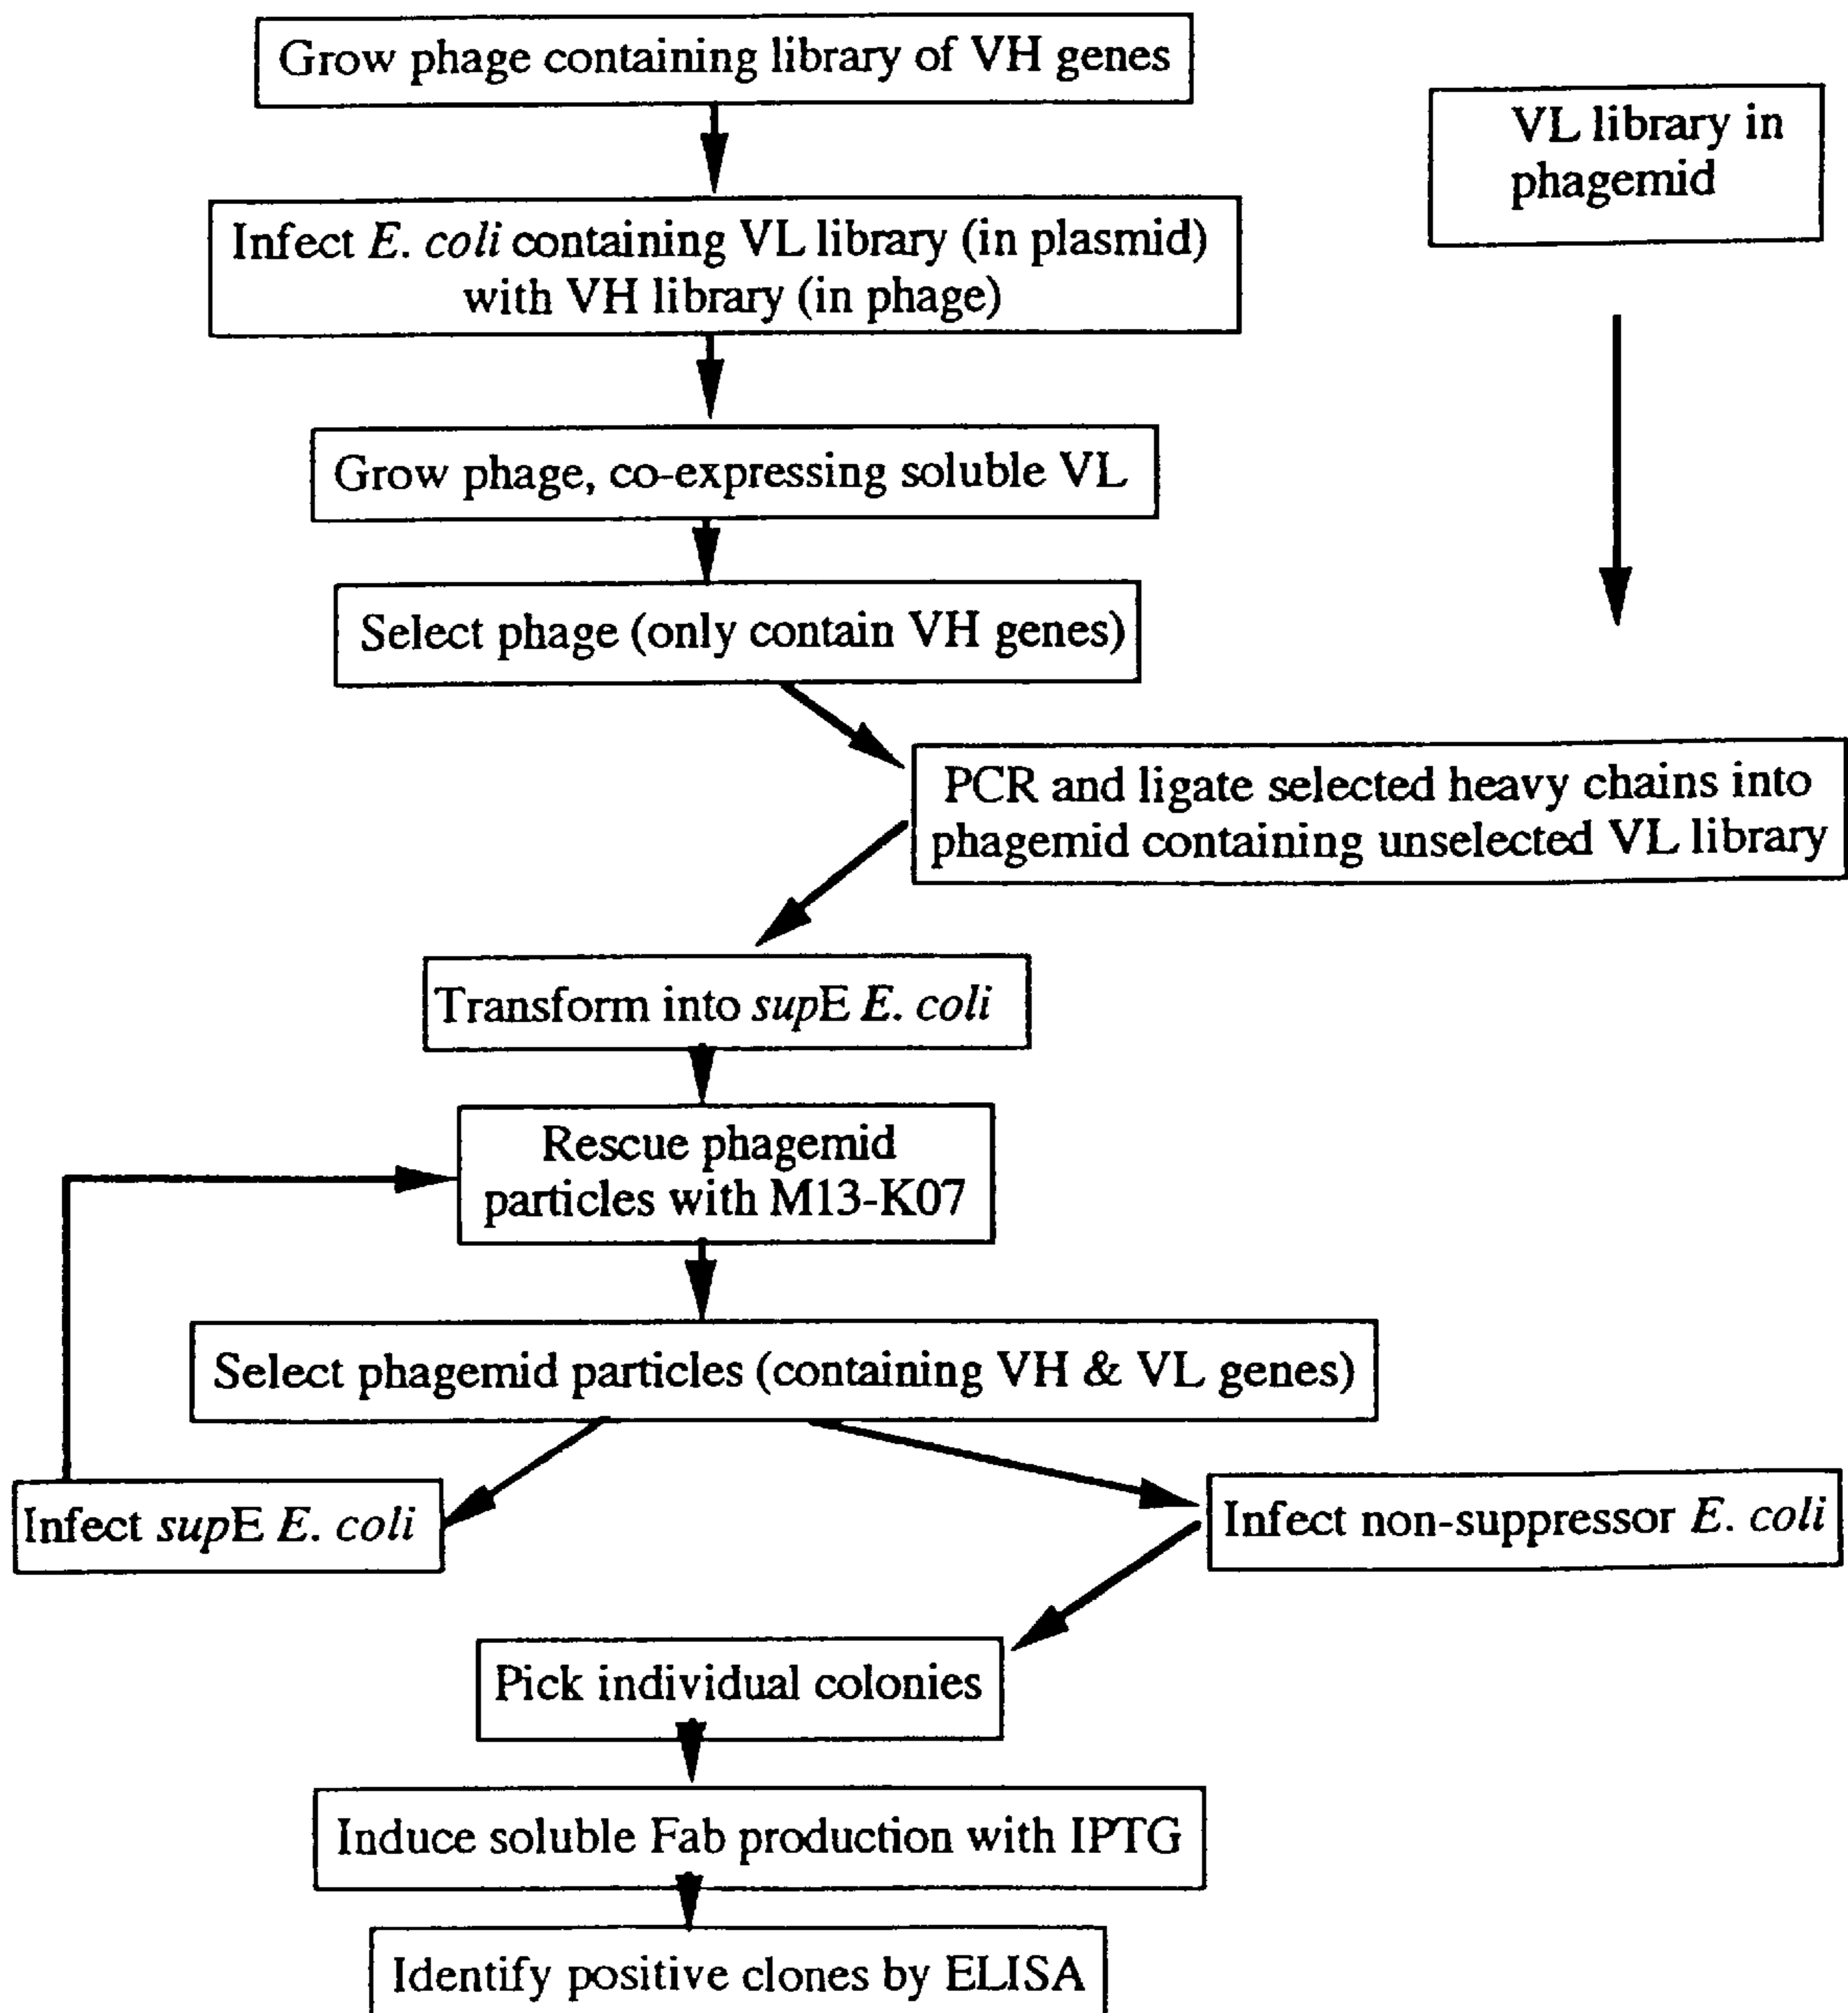 Grow phage containing library of VH genes
VL library in
phagemid
Infect E. coli containing VL library (in plasmid)
with VH library (in phage)
Grow phage, co-expressing soluble VL
Select phage (only contain VH genes)
PCR and ligate selected heavy chains into
phagemid containing unselected VL library
Transform into supE E. coli
Rescue phagemid
particles with M13-K07
Select phagemid particles (containing VH & VL genes)
Infect supE E. coli
Infect non-suppressor E. coli
Pick individual colonies
Induce soluble Fab production with IPTG
Identify positive clones by ELISA